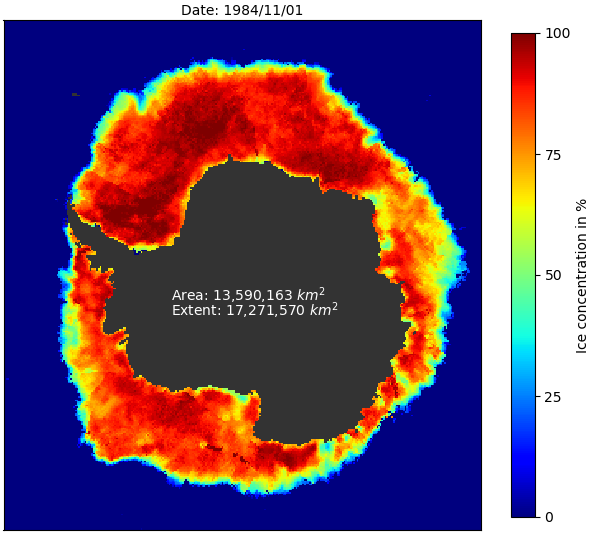 Date: 1984/11/01
100
75
50
25
0
Ice concentration in %
Area: 13,590,163 km²
Extent: 17,271,570 km²